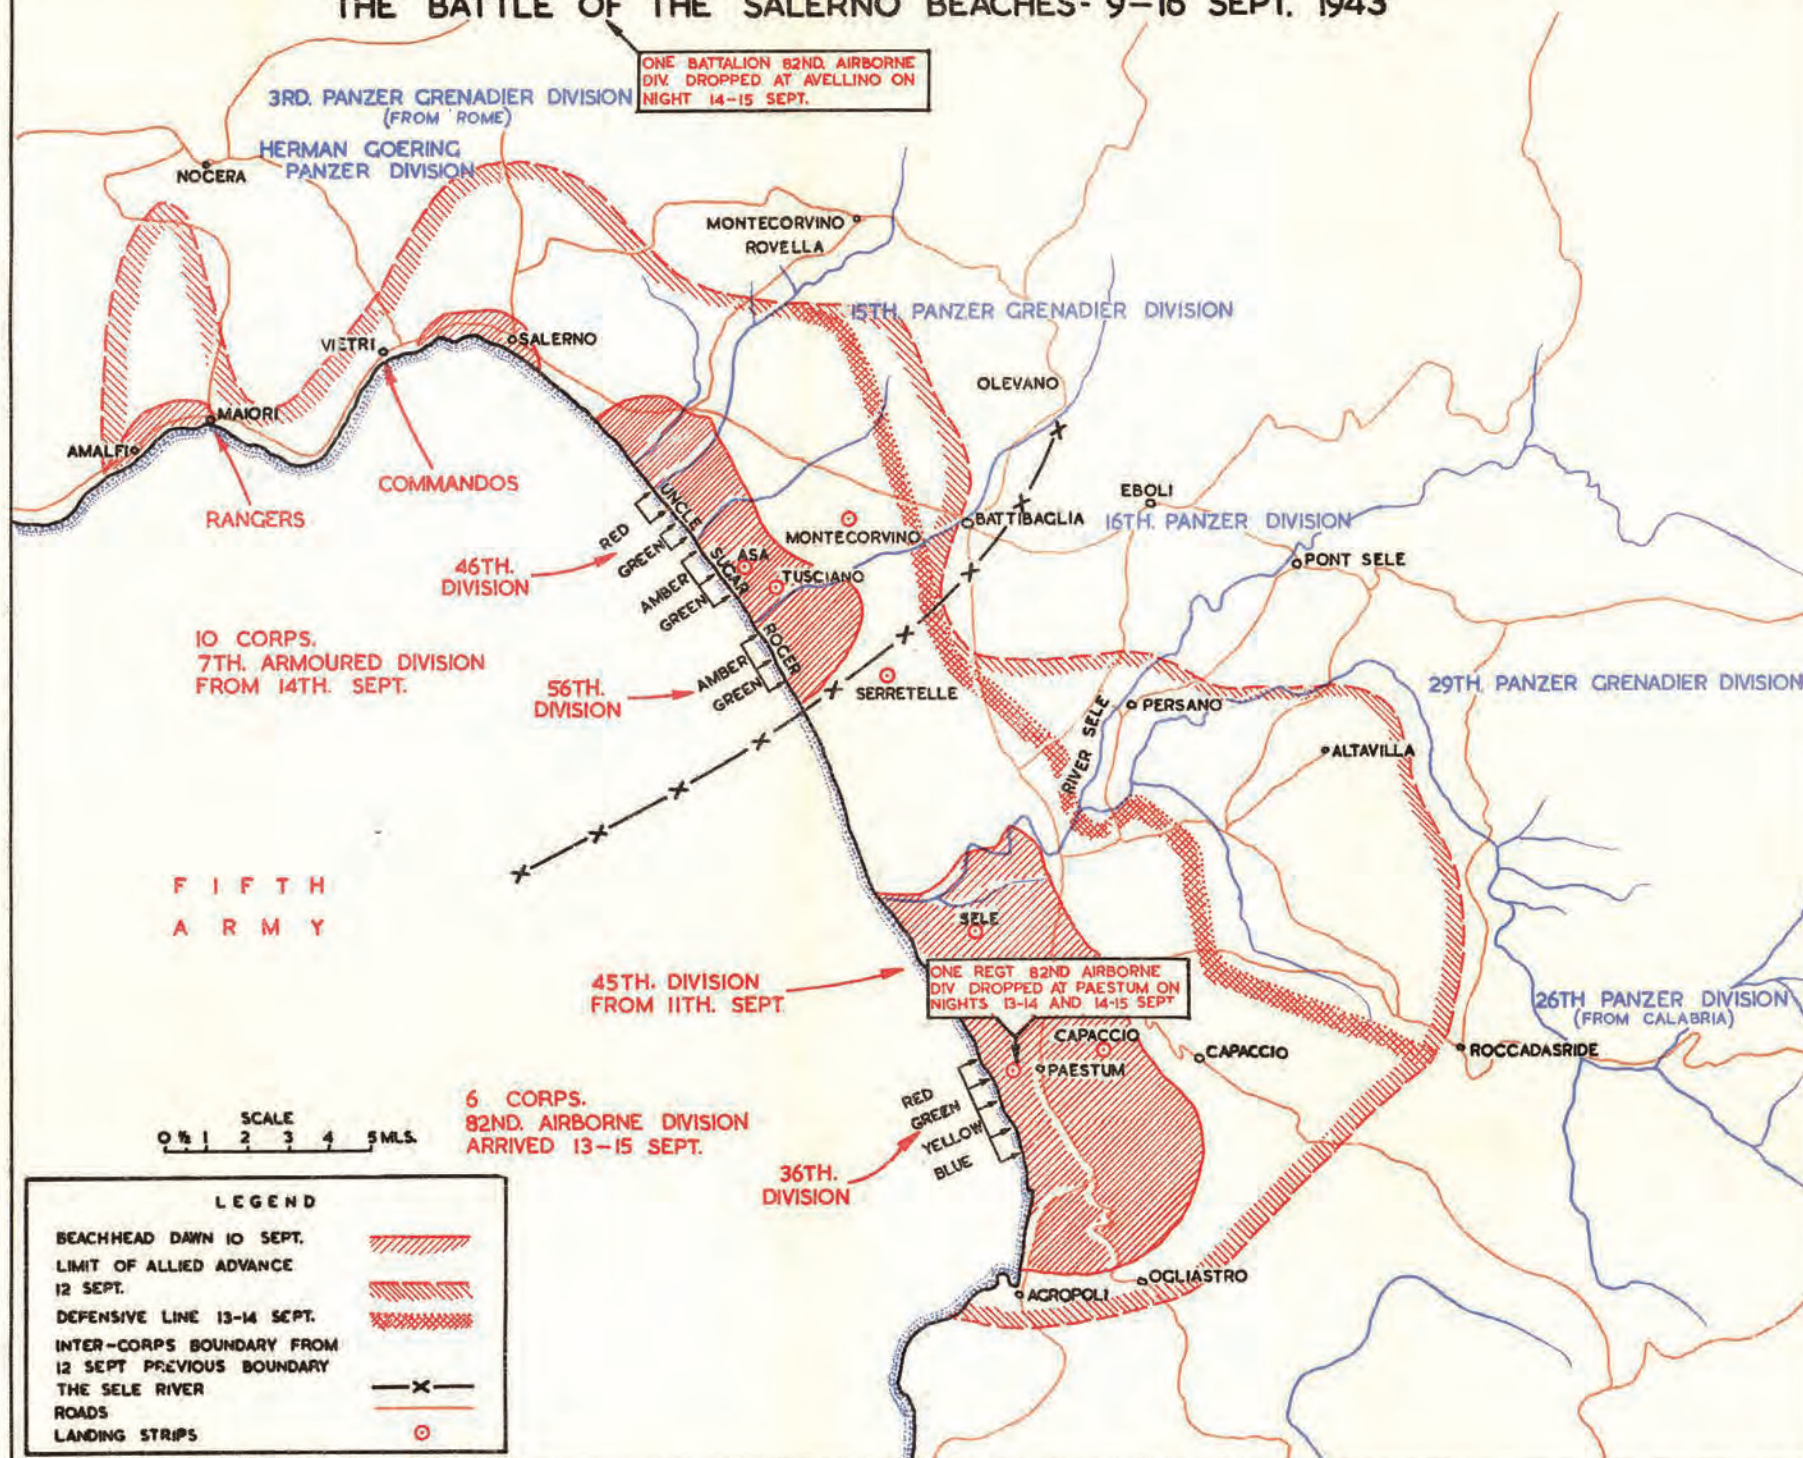 THE BATTLE OF THE SALERNO BEACHES- 9-16 SEPT. 1943
ONE BATTALION 82ND. AIRBORNE
DIV. DROPPED AT AVELLINO ON
NIGHT 14-15 SEPT.
3RD. PANZER GRENADIER DIVISION
(FROM ROME)
HERMAN GOERING
PANZER DIVISION
NOCERA
MONTECORVINO
ROVELLA
15TH. PANZER GRENADIER DIVISION
VIETRI
SALERNO
OLEVANO
MAIORI
AMALFI
COMMANDOS
RANGERS
EBOLI
BATTIBAGLIA
16TH. PANZER DIVISION
MONTECORVINO
PONT SELE
UNCLE
RED
GREEN
SUGAR
ASA
TUSCIANO
AMBER
GREEN
46TH.
DIVISION
ROGER
AMBER
GREEN
10 CORPS.
7TH. ARMOURED DIVISION
FROM 14TH. SEPT.
56TH.
DIVISION
SERRETELLE
29TH. PANZER GRENADIER DIVISION
PERSANO
RIVER SELE
ALTAVILLA
FIFTH
ARMY
SELE
45TH. DIVISION
FROM 11TH. SEPT
ONE REGT 82ND AIRBORNE
DIV DROPPED AT PAESTUM ON
NIGHTS 13-14 AND 14-15 SEPT
26TH PANZER DIVISION
(FROM CALABRIA)
CAPACCIO
CAPACCIO
ROCCADASRIDE
PAESTUM
RED
GREEN
YELLOW
BLUE
6 CORPS.
82ND. AIRBORNE DIVISION
ARRIVED 13-15 SEPT.
36TH.
DIVISION
SCALE
0 ½ 1 2 3 4 5 MLS.
OGLIASTRO
AGROPOLI
LEGEND
BEACHHEAD DAWN 10 SEPT.
LIMIT OF ALLIED ADVANCE
12 SEPT.
DEFENSIVE LINE 13-14 SEPT.
INTER-CORPS BOUNDARY FROM
12 SEPT PREVIOUS BOUNDARY
THE SELE RIVER
ROADS
LANDING STRIPS